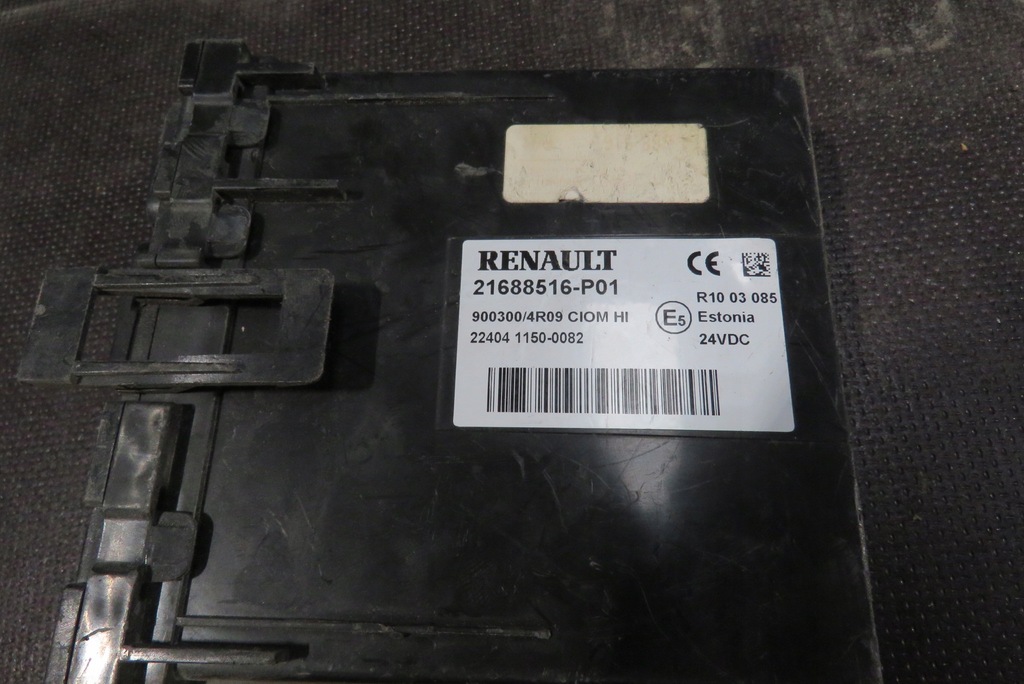 RENAULT
CE
21688516-P01
R10 03 085
900300/4R09 CIOM HI
E5
Estonia
22404 1150-0082
24VDC